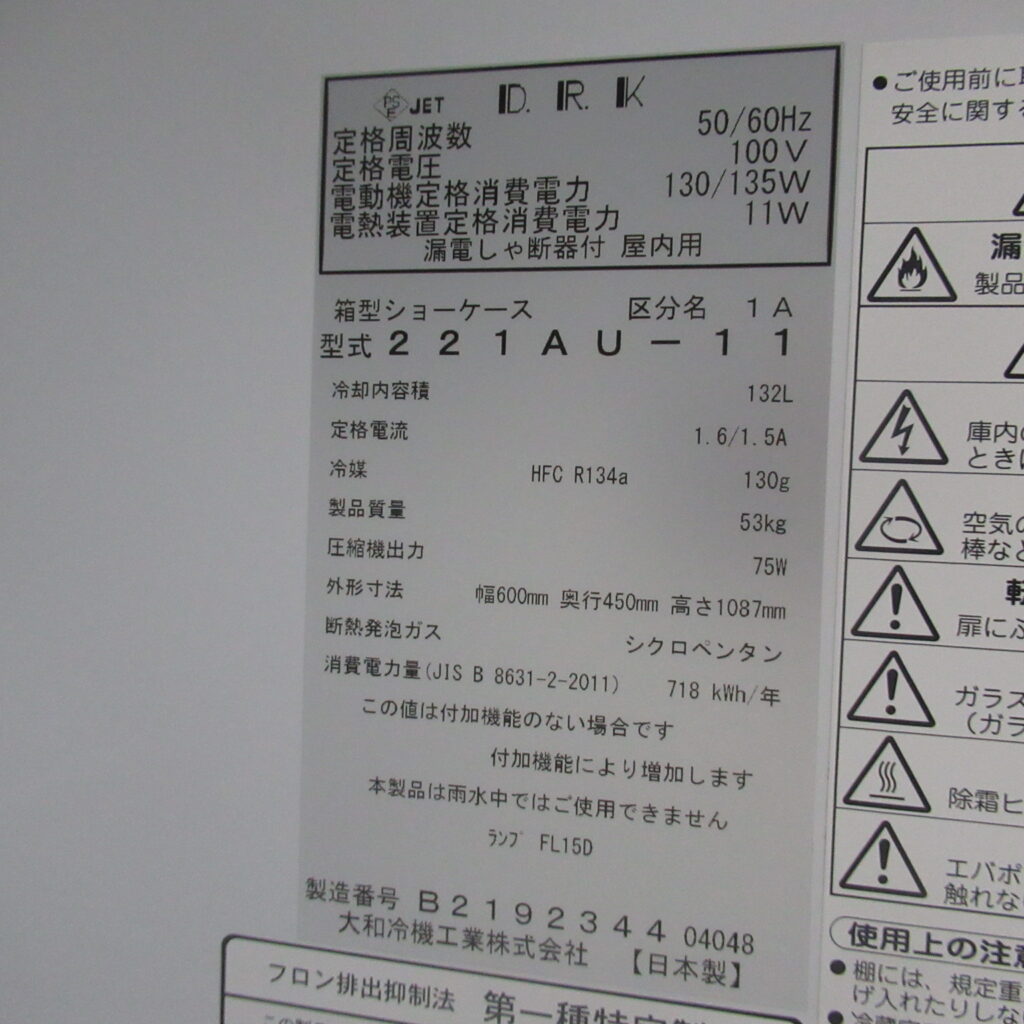 PSE JET D.R.K
定格周波数 50/60Hz
定格電圧 100V
電動機定格消費電力 130/135W
電熱装置定格消費電力 11W
漏電しゃ断器付 屋内用
箱型ショーケース 区分名 1A
型式 221AU-11
冷却内容積 132L
定格電流 1.6/1.5A
冷媒 HFC R134a 130g
製品質量 53kg
圧縮機出力 75W
外形寸法 幅600mm 奥行450mm 高さ1087mm
断熱発泡ガス シクロペンタン
消費電力量(JIS B 8631-2-2011) 718 kWh/年
この値は付加機能のない場合です
付加機能により増加します
本製品は雨水中ではご使用できません
ﾗﾝﾌﾟ FL15D
製造番号 B2192344 04048
大和冷機工業株式会社 【日本製】
フロン排出抑制法 第一種特定製
●ご使用前に
安全に関する
漏
製品
庫内の
ときは
空気の
棒など
転
扉にぶ
ガラス
(ガラ
除霜ヒ
エバポ
触れな
使用上の注意
●棚には、規定重
げ入れたりしな